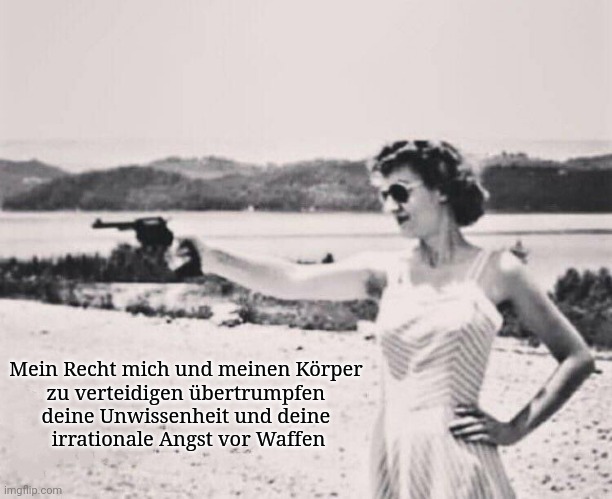 Mein Recht mich und meinen Körper
zu verteidigen übertrumpfen
deine Unwissenheit und deine
irrationale Angst vor Waffen
imgflip.com